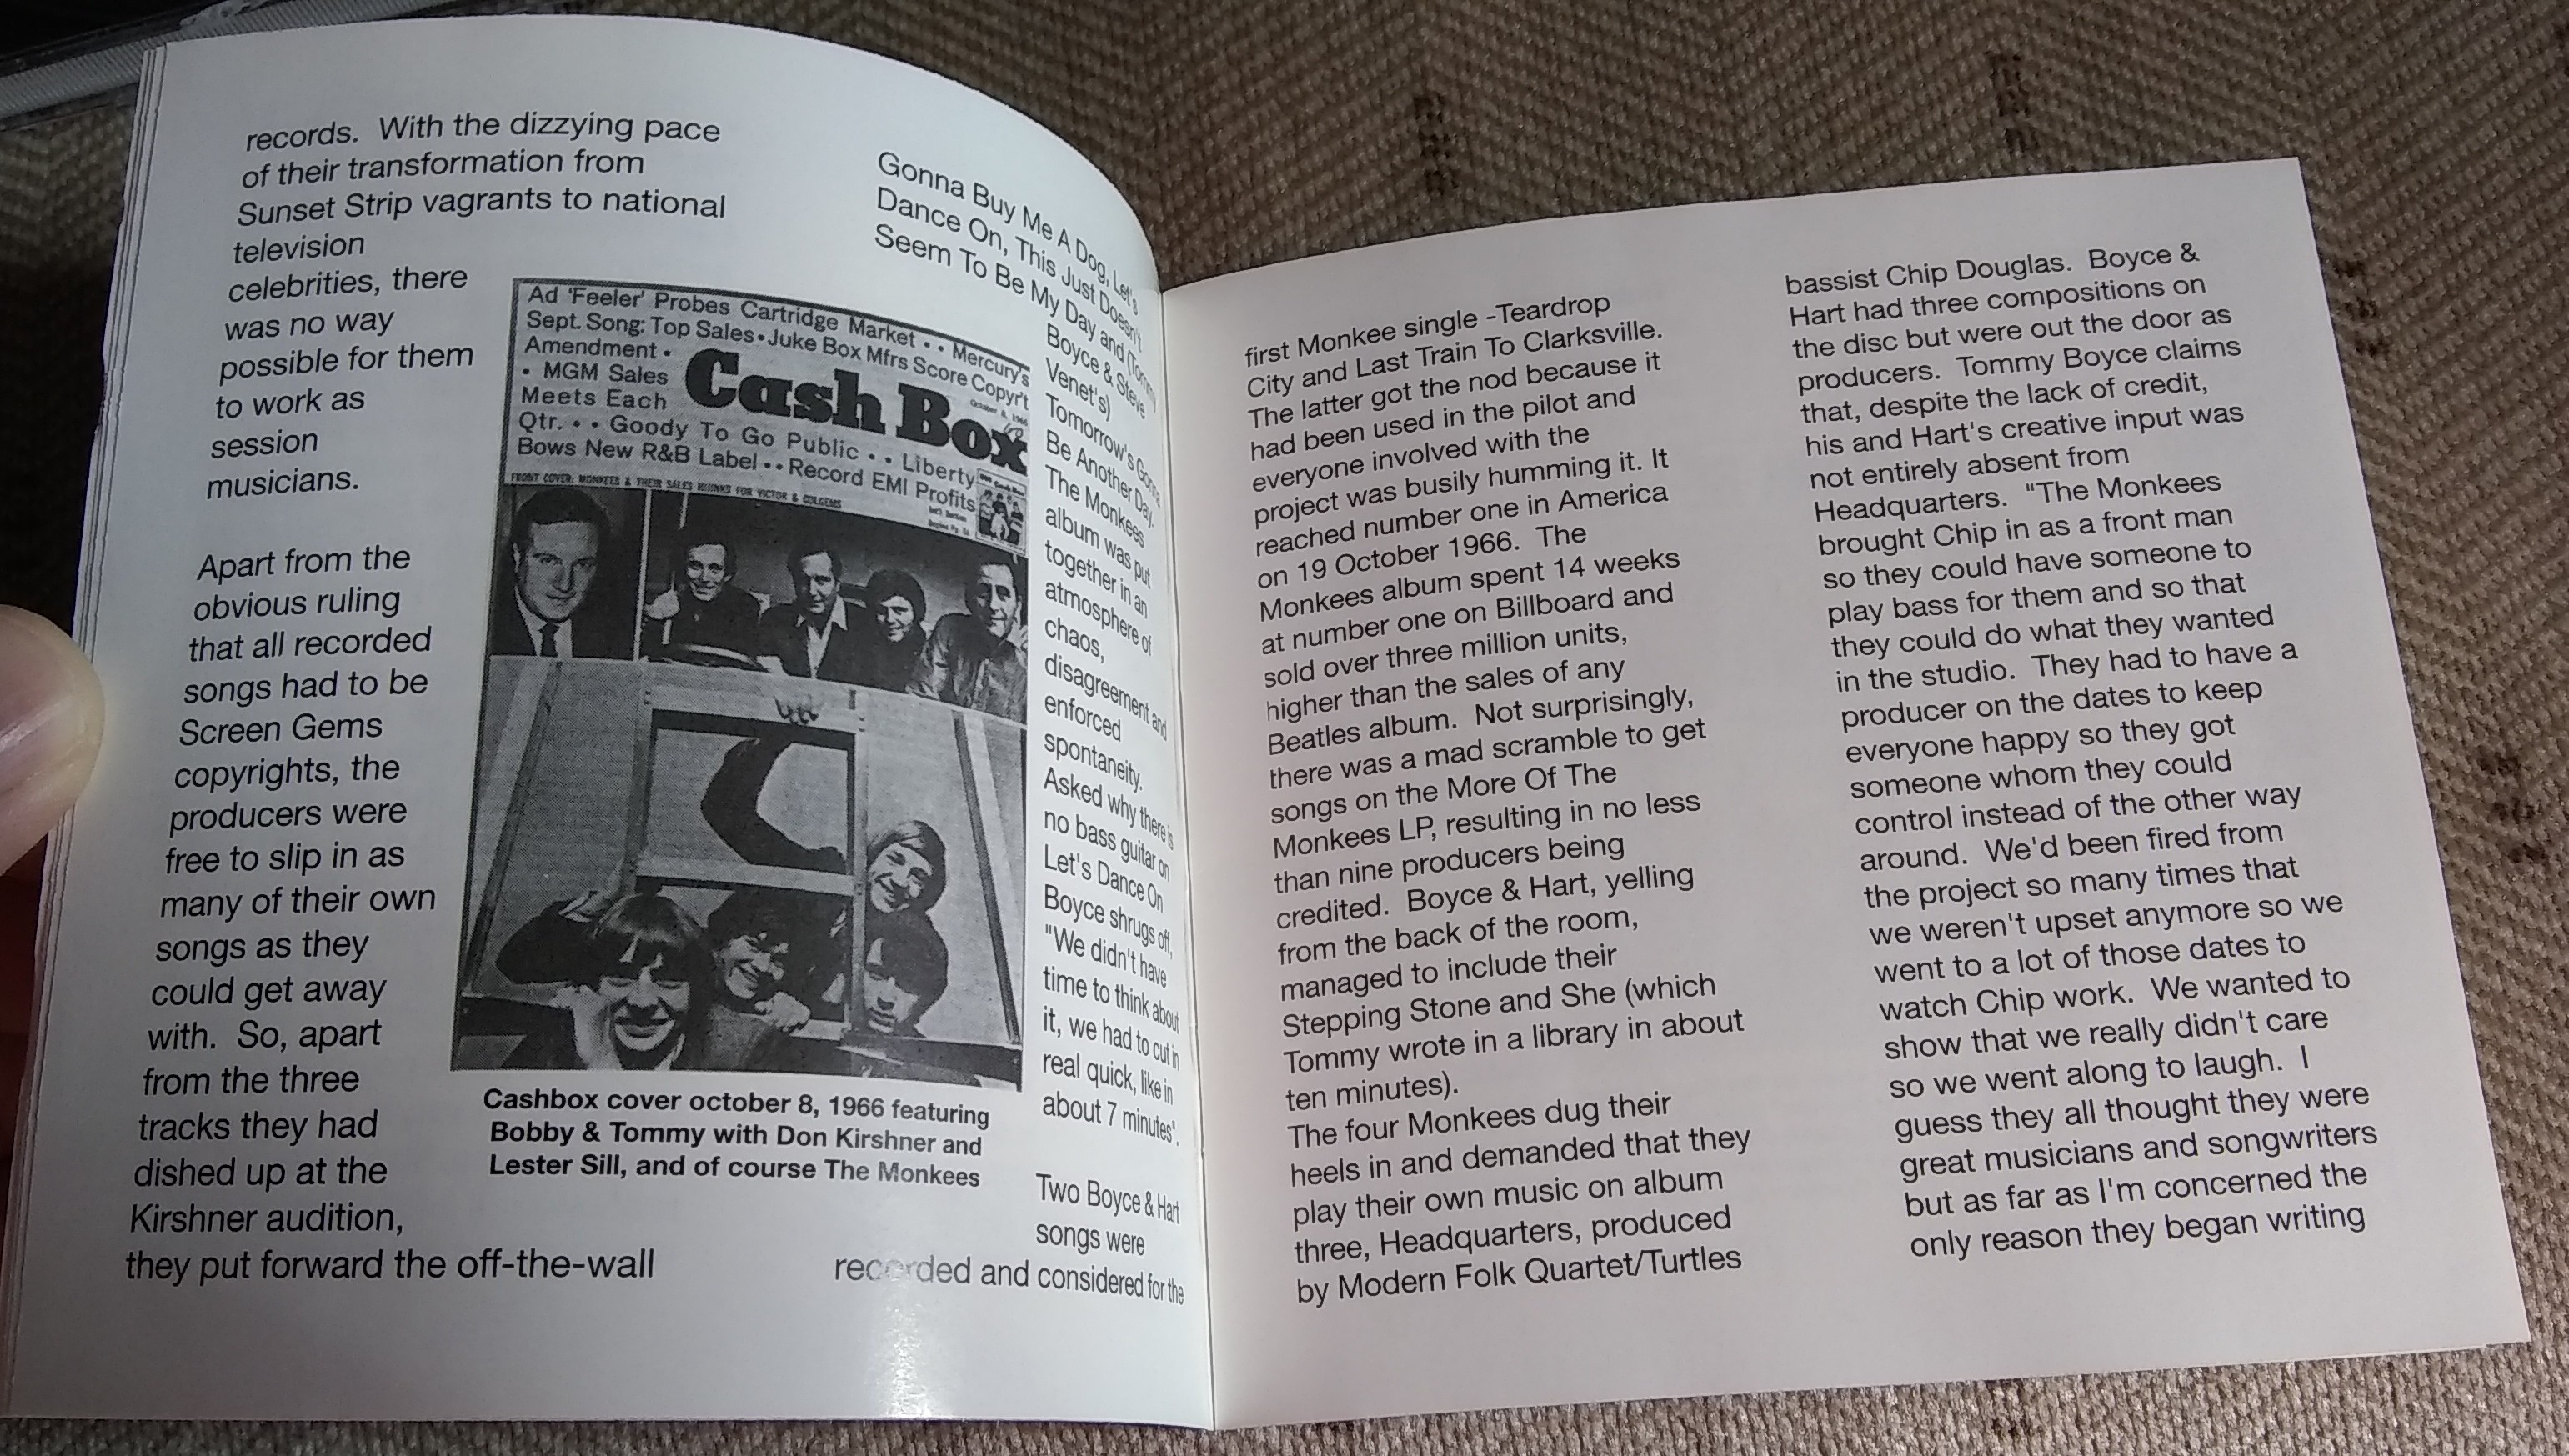 records.  With the dizzying pace
of their transformation from
Sunset Strip vagrants to national
television
celebrities, there
was no way
possible for them
to work as
session
musicians.
Apart from the
obvious ruling
that all recorded
songs had to be
Screen Gems
copyrights, the
producers were
free to slip in as
many of their own
songs as they
could get away
with.  So, apart
from the three
tracks they had
dished up at the
Kirshner audition,
they put forward the off-the-wall
Ad 'Feeler' Probes Cartridge Market • • Mercury's
Sept. Song: Top Sales • Juke Box Mfrs Score Copyr't
Amendment •
• MGM Sales
Meets Each
Cash Box
October 8, 1966
Qtr. • • Goody To Go Public • • Liberty
Bows New R&B Label • • Record EMI Profits
FRONT COVER: MONKEES & THEIR SALES FOR VICTOR & COLGEMS
Int'l Section
Cashbox cover october 8, 1966 featuring
Bobby & Tommy with Don Kirshner and
Lester Sill, and of course The Monkees
Gonna Buy Me A Dog, Let's
Dance On, This Just Doesn't
Seem To Be My Day and (Tommy
Boyce & Steve
Venet's)
Tomorrow's Gonna
Be Another Day.
The Monkees
album was put
together in an
atmosphere of
chaos,
disagreement and
enforced
spontaneity.
Asked why there is
no bass guitar on
Let's Dance On
Boyce shrugs off,
"We didn't have
time to think about
it, we had to cut in
real quick, like in
about 7 minutes'.
Two Boyce & Hart
songs were
recorded and considered for the
first Monkee single -Teardrop
City and Last Train To Clarksville.
The latter got the nod because it
had been used in the pilot and
everyone involved with the
project was busily humming it. It
reached number one in America
on 19 October 1966.  The
Monkees album spent 14 weeks
at number one on Billboard and
sold over three million units,
higher than the sales of any
Beatles album.  Not surprisingly,
there was a mad scramble to get
songs on the More Of The
Monkees LP, resulting in no less
than nine producers being
credited.  Boyce & Hart, yelling
from the back of the room,
managed to include their
Stepping Stone and She (which
Tommy wrote in a library in about
ten minutes).
The four Monkees dug their
heels in and demanded that they
play their own music on album
three, Headquarters, produced
by Modern Folk Quartet/Turtles
bassist Chip Douglas.  Boyce &
Hart had three compositions on
the disc but were out the door as
producers.  Tommy Boyce claims
that, despite the lack of credit,
his and Hart's creative input was
not entirely absent from
Headquarters.  "The Monkees
brought Chip in as a front man
so they could have someone to
play bass for them and so that
they could do what they wanted
in the studio.  They had to have a
producer on the dates to keep
everyone happy so they got
someone whom they could
control instead of the other way
around.  We'd been fired from
the project so many times that
we weren't upset anymore so we
went to a lot of those dates to
watch Chip work.  We wanted to
show that we really didn't care
so we went along to laugh.  I
guess they all thought they were
great musicians and songwriters
but as far as I'm concerned the
only reason they began writing